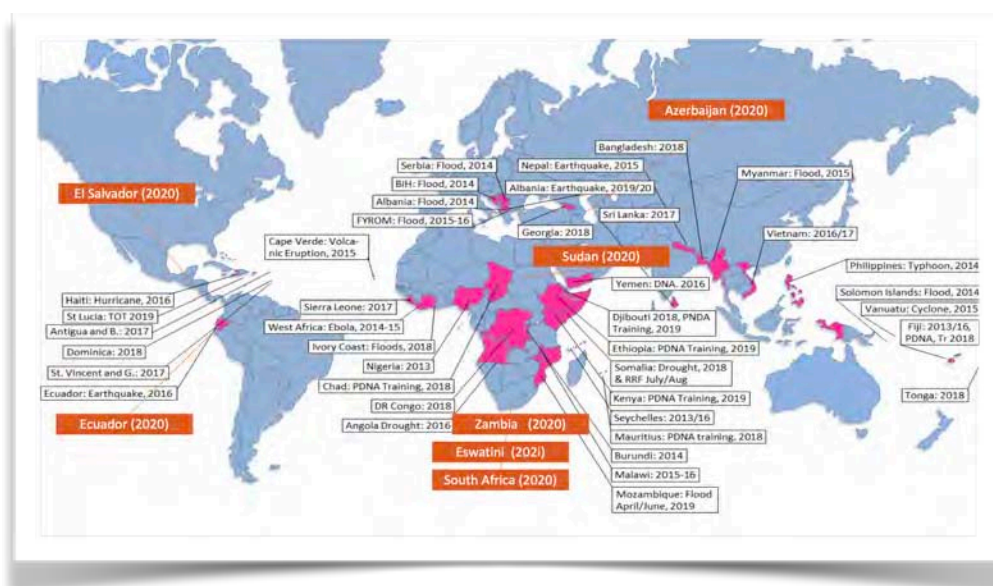 Azerbaijan (2020)
Bangladesh: 2018
Serbia: Flood, 2014
Nepal: Earthquake, 2015
Myanmar: Flood, 2015
BiH: Flood, 2014
Albania: Earthquake, 2019/20
El Salvador (2020)
Albania: Flood, 2014
Sri Lanka: 2017
FYROM: Flood, 2015-16
Georgia: 2018
Vietnam: 2016/17
Cape Verde: Volca-
nic Eruption, 2015
Sudan (2020)
Philippines: Typhoon, 2014
Yemen: DNA. 2016
Solomon Islands: Flood, 2014
Haiti: Hurricane, 2016
Sierra Leone: 2017
Vanuatu: Cyclone, 2015
St Lucia: TOT 2019
Djibouti 2018, PNDA
Training, 2019
West Africa: Ebola, 2014-15
Fiji: 2013/16,
PDNA, Tr 2018
Antigua and B.: 2017
Ivory Coast: Floods, 2018
Ethiopia: PDNA Training, 2019
Dominica: 2018
Nigeria: 2013
Somalia: Drought, 2018
& RRF July/Aug
St. Vincent and G.: 2017
Chad: PDNA Training, 2018
Kenya: PDNA Training, 2019
Tonga: 2018
Ecuador: Earthquake, 2016
DR Congo: 2018
Seychelles: 2013/16
Ecuador (2020)
Angola Drought: 2016
Zambia (2020)
Mauritius: PDNA training, 2018
Eswatini (202i)
Burundi: 2014
Malawi: 2015-16
South Africa (2020)
Mozambique: Flood
April/June, 2019